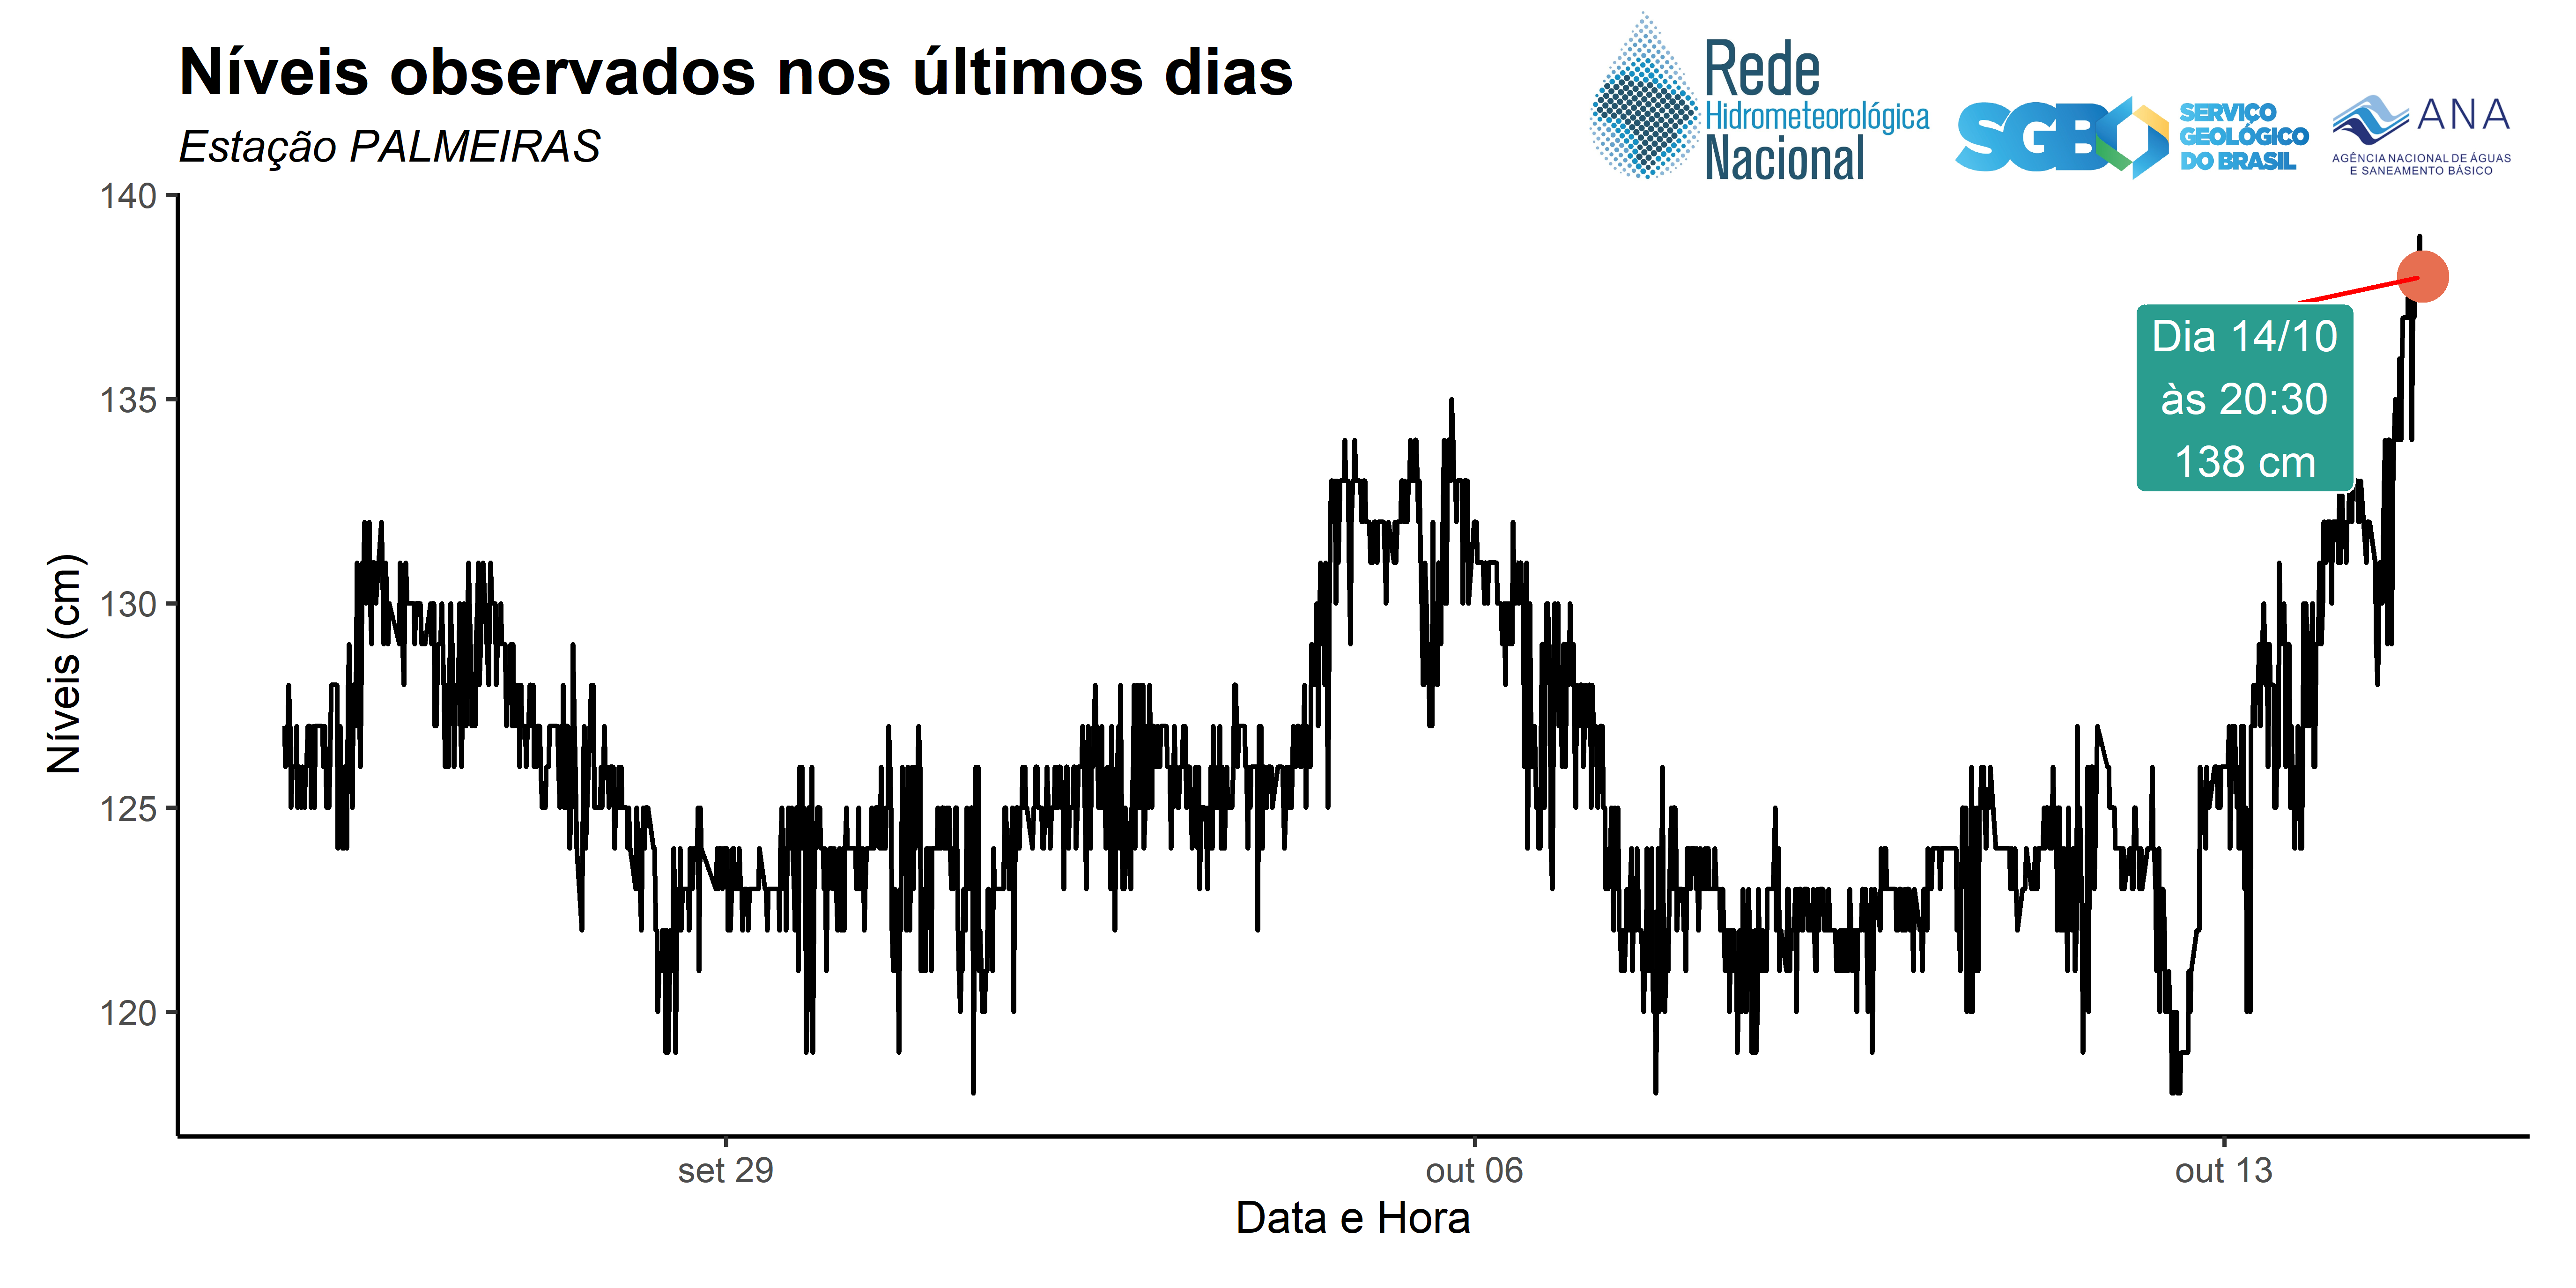 Níveis observados nos últimos dias
Estação PALMEIRAS
Rede
Hidrometeorológica
Nacional
SGB
SERVIÇO
GEOLÓGICO
DO BRASIL
ANA
AGÊNCIA NACIONAL DE ÁGUAS
E SANEAMENTO BÁSICO
140
135
130
125
120
Níveis (cm)
Dia 14/10
às 20:30
138 cm
set 29
out 06
out 13
Data e Hora